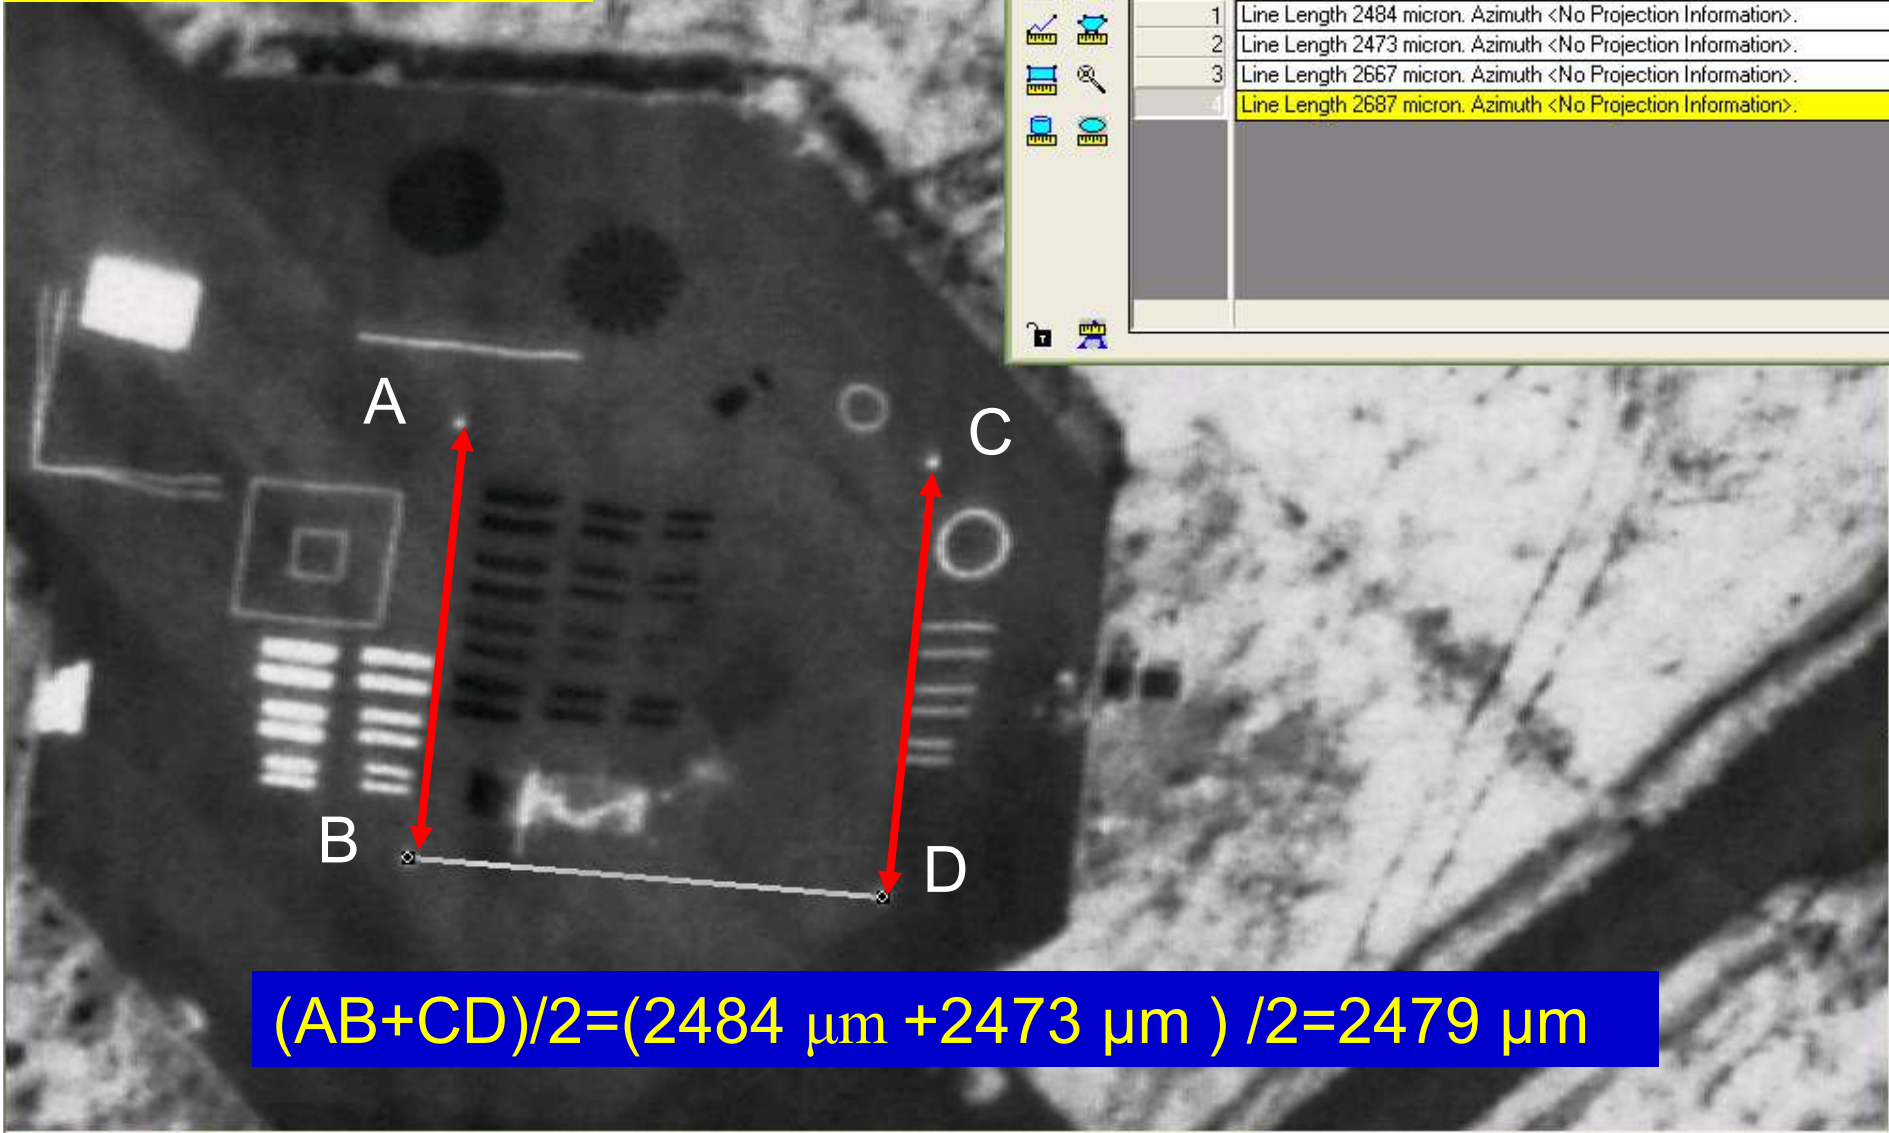 1 Line Length 2484 micron. Azimuth <No Projection Information>.
2 Line Length 2473 micron. Azimuth <No Projection Information>.
3 Line Length 2667 micron. Azimuth <No Projection Information>.
4 Line Length 2687 micron. Azimuth <No Projection Information>.
A
C
B
D
(AB+CD)/2=(2484 μm +2473 µm ) /2=2479 µm